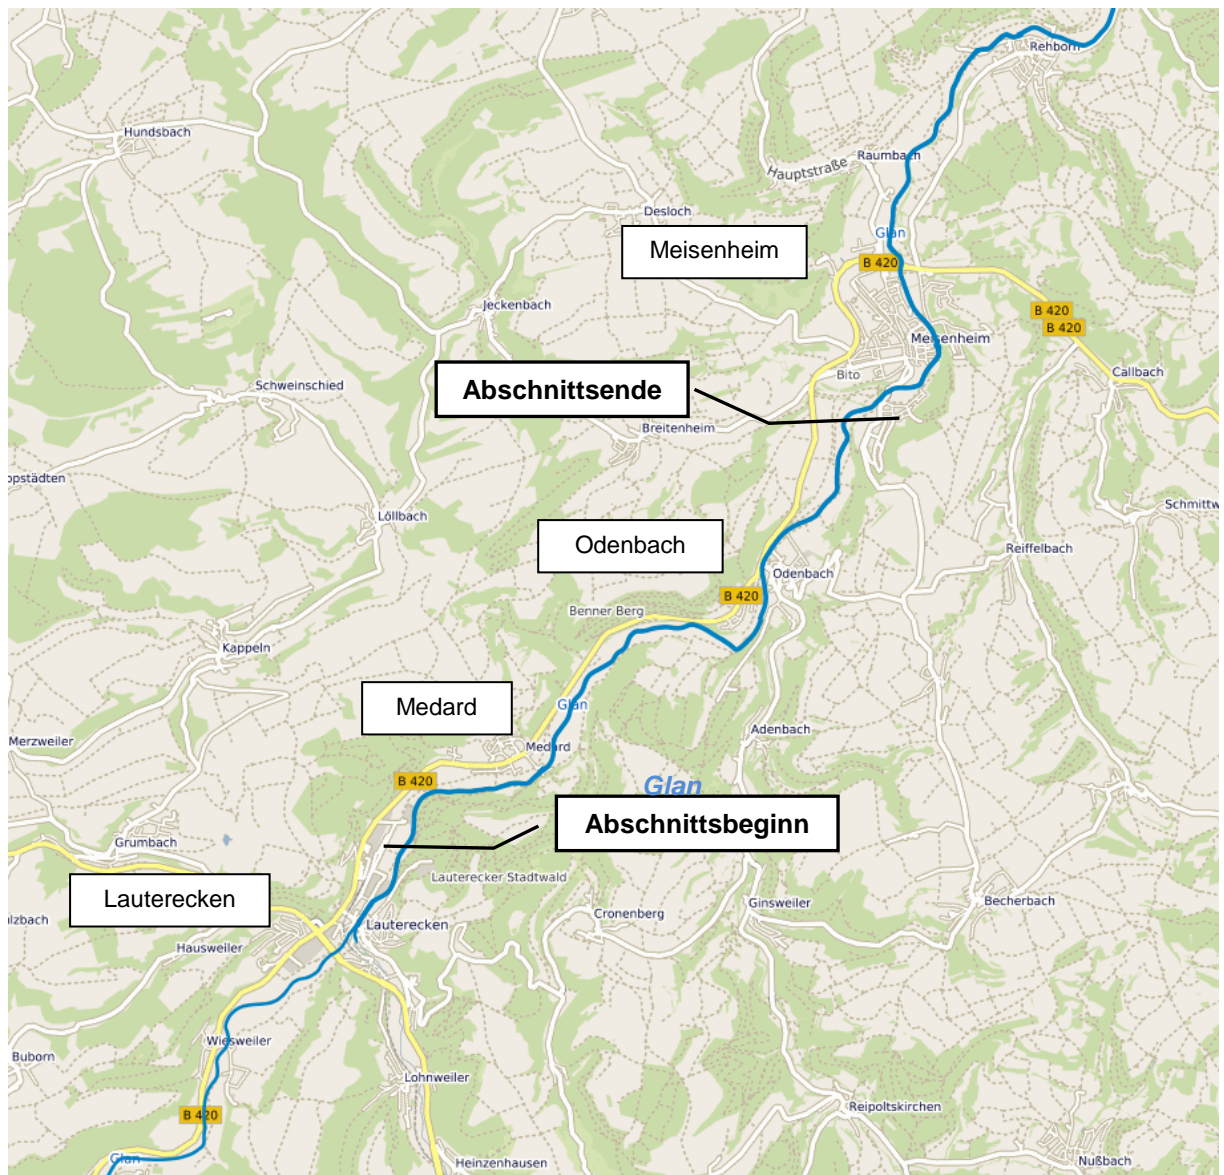 Rehborn
Hundsbach
Raumbach
Hauptstraße
Desloch
Meisenheim
Glan
B 420
Jeckenbach
B 420
B 420
Meisenheim
Bito
Callbach
Schweinschied
Abschnittsende
Breitenheim
opstädten
Löllbach
Schmittw
Odenbach
Reiffelbach
Odenbach
B 420
Benner Berg
Kappeln
Medard
Glan
Adenbach
Merzweiler
Medard
B 420
Glan
Abschnittsbeginn
Grumbach
Lauterecker Stadtwald
Lauterecken
Becherbach
Ginsweiler
Cronenberg
lzbach
Lauterecken
Hausweiler
Wiesweiler
Buborn
Lohnweiler
B 420
Reipoltskirchen
Glan
Heinzenhausen
Nußbach